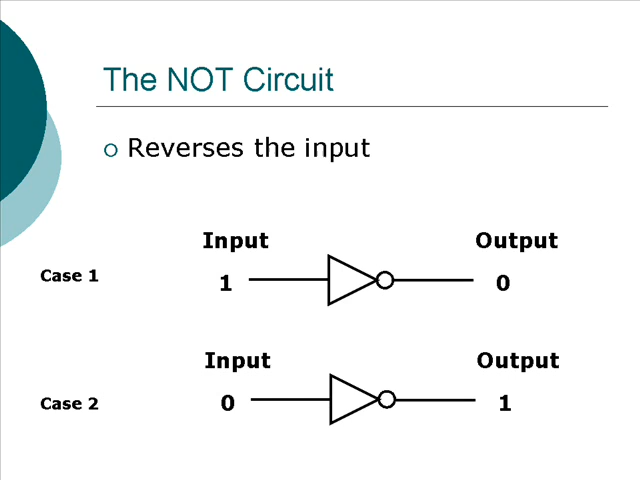 The NOT Circuit
Reverses the input
Input Output
Case 1 1 0
Input Output
Case 2 0 1